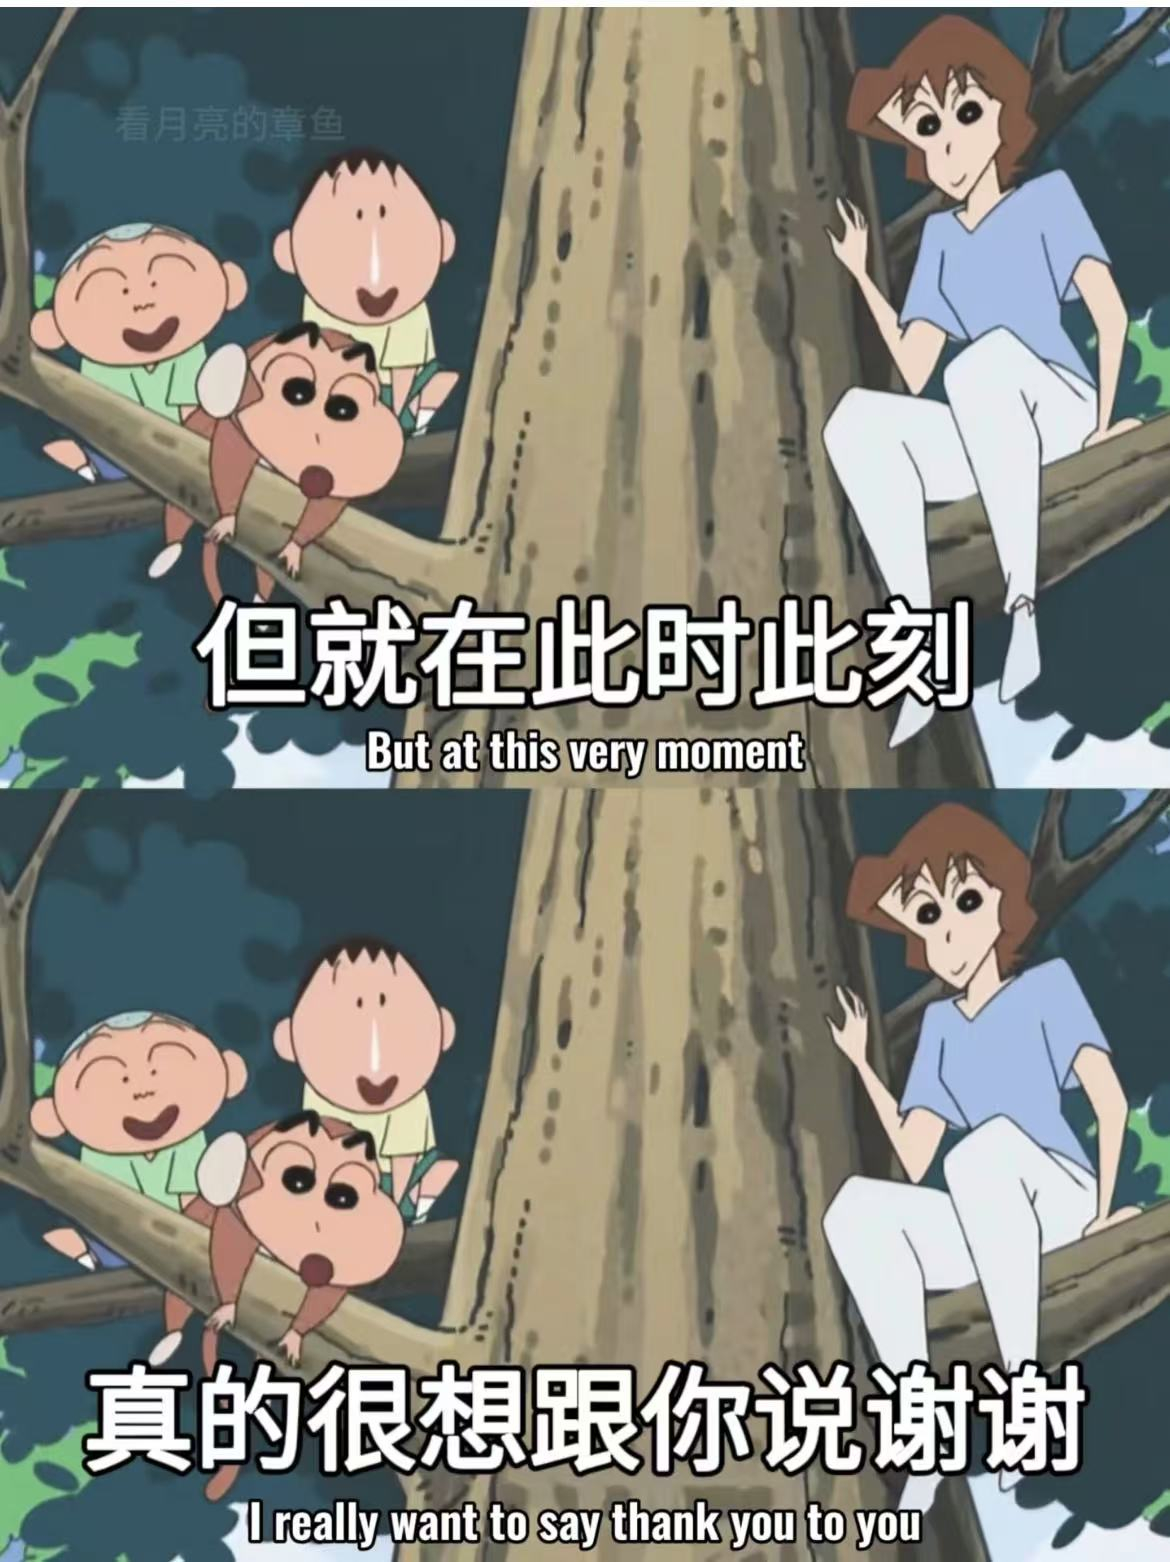 看月亮的章鱼
但就在此时此刻
But at this very moment
真的很想跟你说谢谢
I really want to say thank you to you